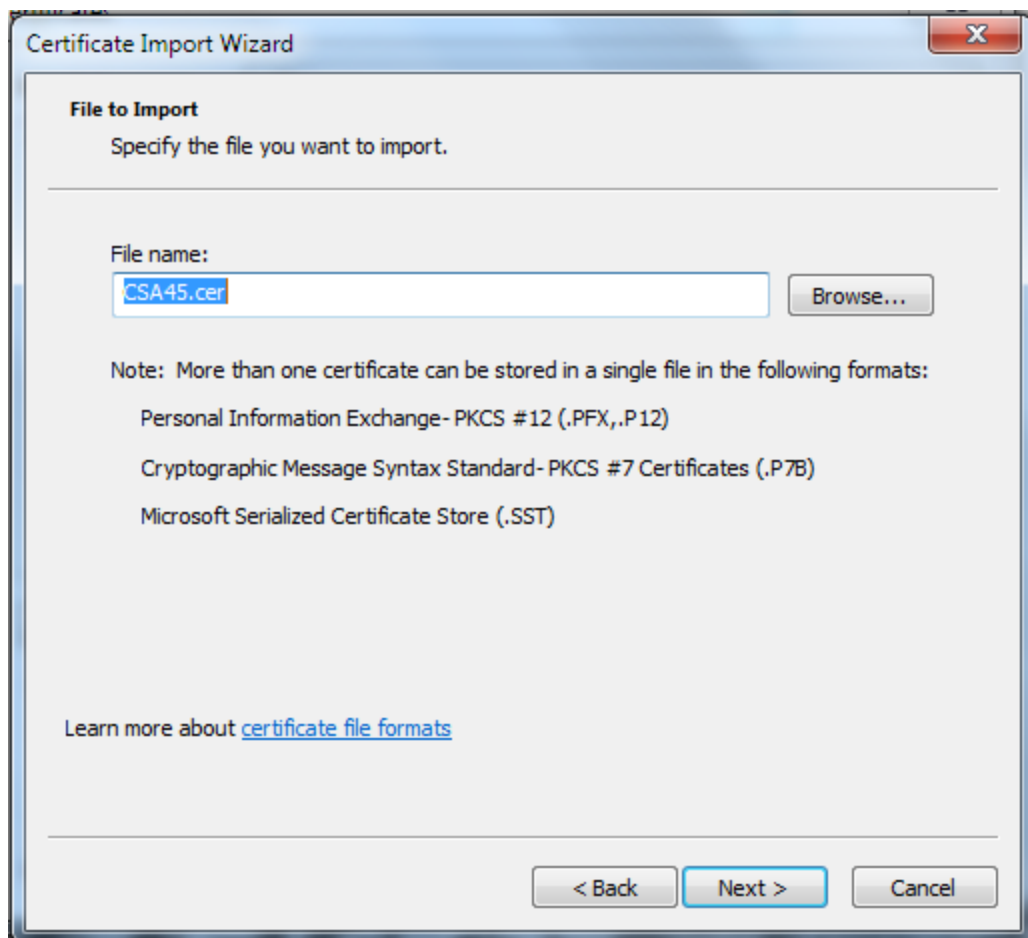 Certificate Import Wizard
File to Import
Specify the file you want to import.
File name:
CSA45.cer
Browse...
Note:  More than one certificate can be stored in a single file in the following formats:
Personal Information Exchange- PKCS #12 (.PFX,.P12)
Cryptographic Message Syntax Standard- PKCS #7 Certificates (.P7B)
Microsoft Serialized Certificate Store (.SST)
Learn more about certificate file formats
< Back Next > Cancel